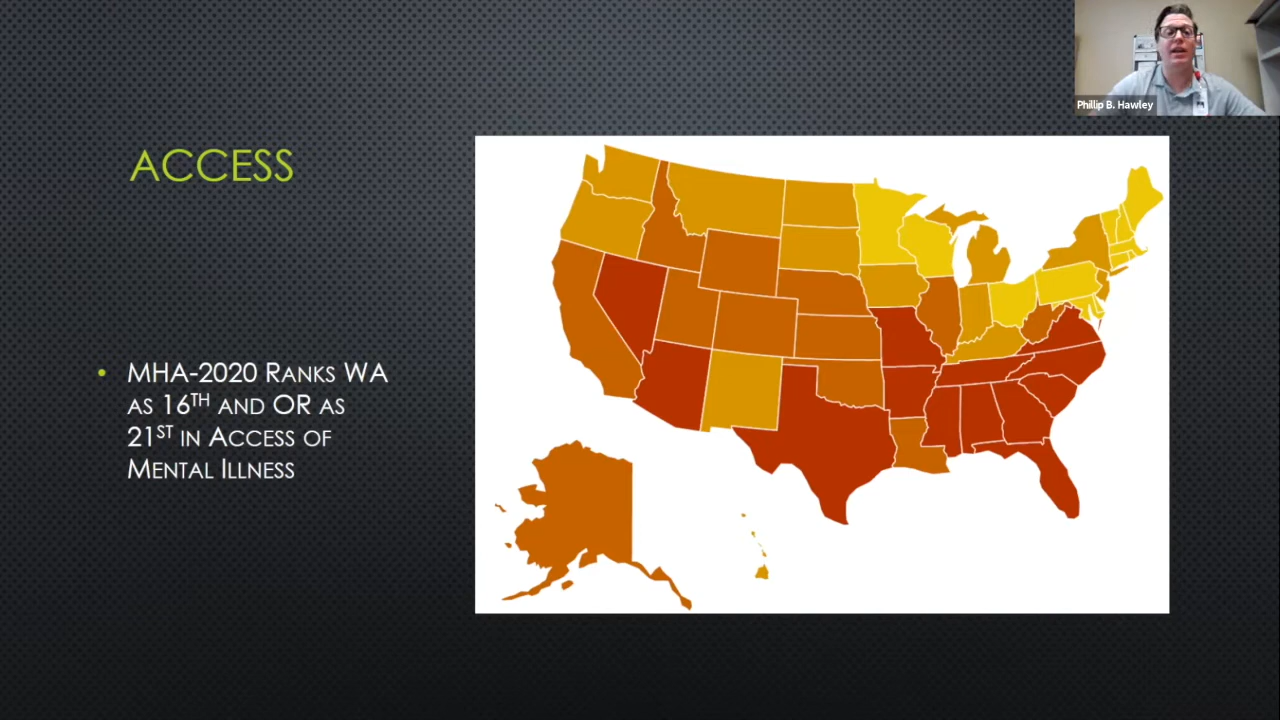 Phillip B. Hawley
ACCESS
• MHA-2020 RANKS WA
AS 16TH AND OR AS
21ST IN ACCESS OF
MENTAL ILLNESS